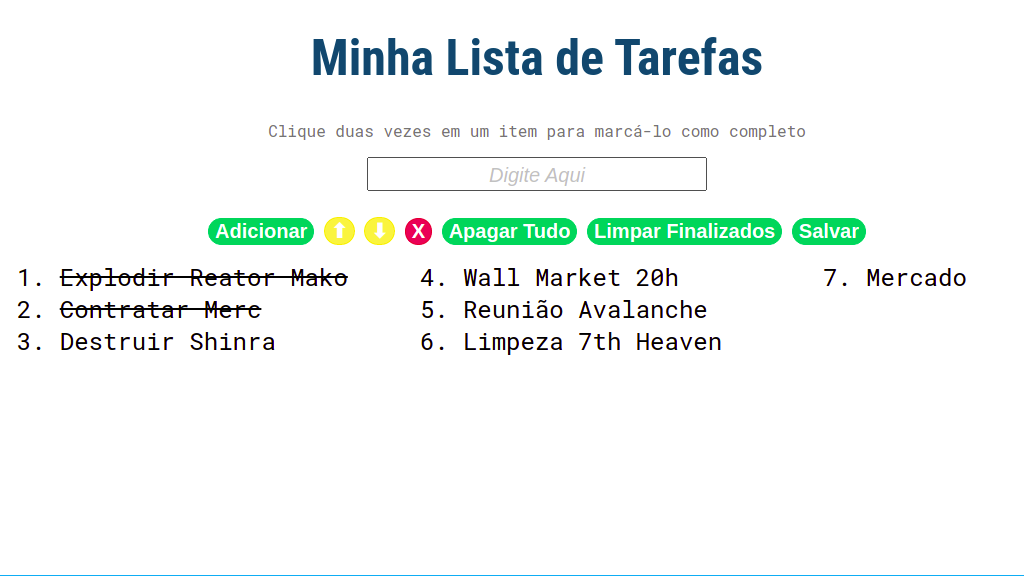 Minha Lista de Tarefas
Clique duas vezes em um item para marcá-lo como completo
Digite Aqui
Adicionar ⬆ ⬇ X Apagar Tudo Limpar Finalizados Salvar
1. Explodir Reator Mako
2. Contratar Merc
3. Destruir Shinra
4. Wall Market 20h
5. Reunião Avalanche
6. Limpeza 7th Heaven
7. Mercado